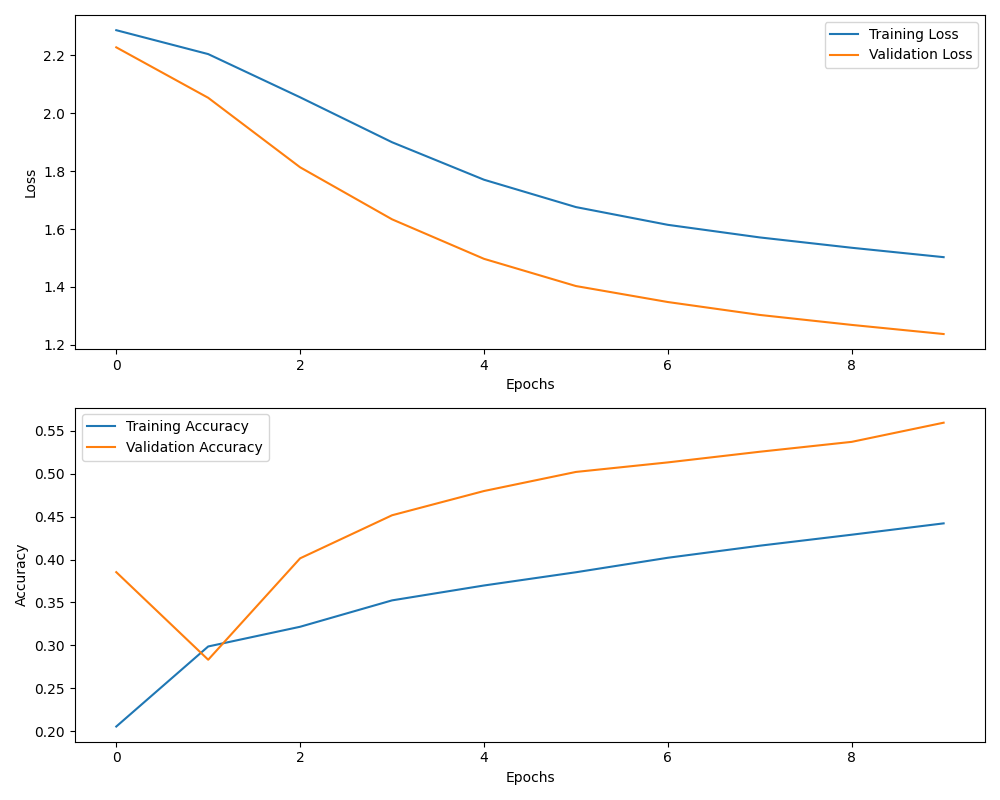 2.2
2.0
1.8
1.6
1.4
1.2
Loss
Training Loss
Validation Loss
0 2 4 6 8
Epochs
0.55
0.50
0.45
0.40
0.35
0.30
0.25
0.20
Accuracy
Training Accuracy
Validation Accuracy
0 2 4 6 8
Epochs